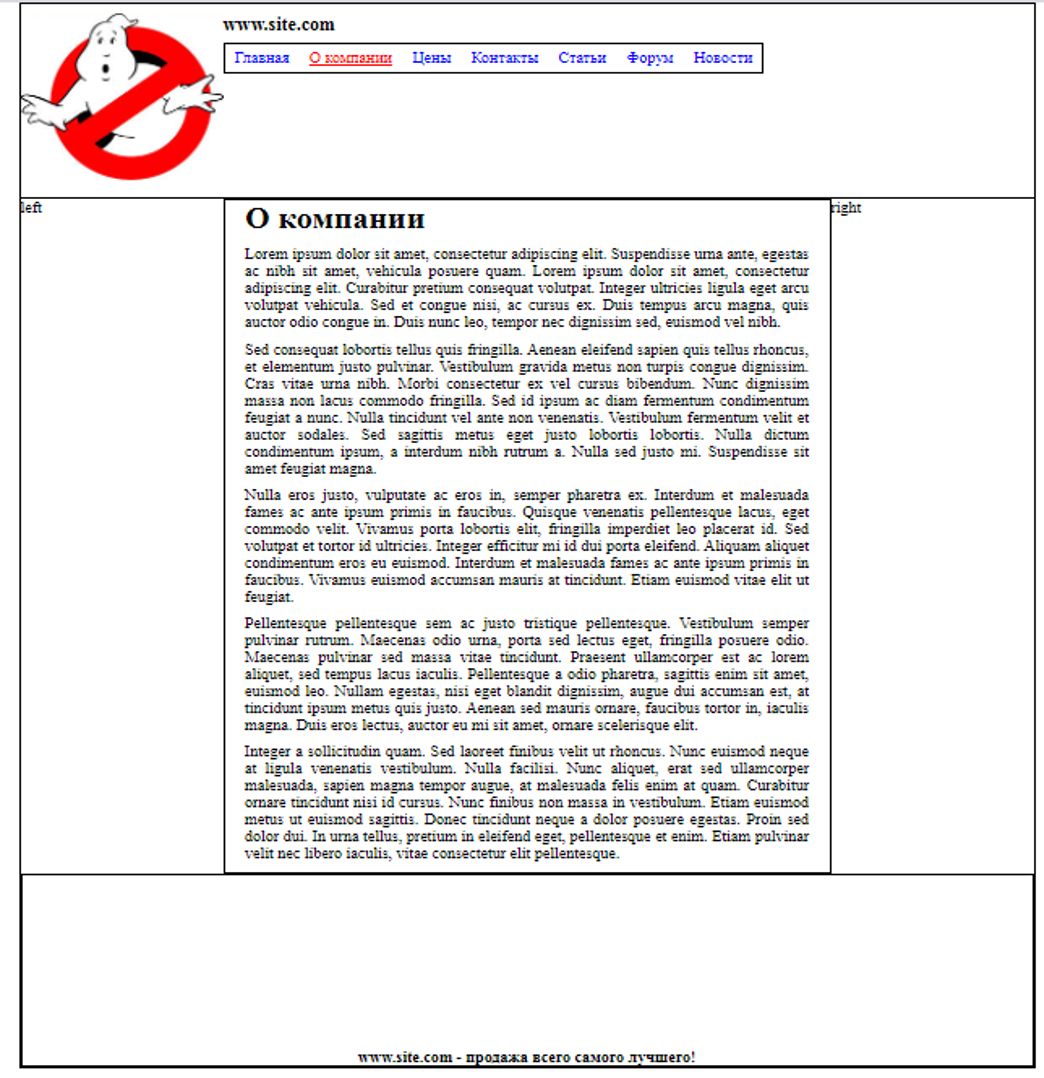 www.site.com
Главная О компании Цены Контакты Статьи Форум Новости
left
right
О компании
Lorem ipsum dolor sit amet, consectetur adipiscing elit. Suspendisse urna ante, egestas
ac nibh sit amet, vehicula posuere quam. Lorem ipsum dolor sit amet, consectetur
adipiscing elit. Curabitur pretium consequat volutpat. Integer ultricies ligula eget arcu
volutpat vehicula. Sed et congue nisi, ac cursus ex. Duis tempus arcu magna, quis
auctor odio congue in. Duis nunc leo, tempor nec dignissim sed, euismod vel nibh.
Sed consequat lobortis tellus quis fringilla. Aenean eleifend sapien quis tellus rhoncus,
et elementum justo pulvinar. Vestibulum gravida metus non turpis congue dignissim.
Cras vitae urna nibh. Morbi consectetur ex vel cursus bibendum. Nunc dignissim
massa non lacus commodo fringilla. Sed id ipsum ac diam fermentum condimentum
feugiat a nunc. Nulla tincidunt vel ante non venenatis. Vestibulum fermentum velit et
auctor sodales. Sed sagittis metus eget justo lobortis lobortis. Nulla dictum
condimentum ipsum, a interdum nibh rutrum a. Nulla sed justo mi. Suspendisse sit
amet feugiat magna.
Nulla eros justo, vulputate ac eros in, semper pharetra ex. Interdum et malesuada
fames ac ante ipsum primis in faucibus. Quisque venenatis pellentesque lacus, eget
commodo velit. Vivamus porta lobortis elit, fringilla imperdiet leo placerat id. Sed
volutpat et tortor id ultricies. Integer efficitur mi id dui porta eleifend. Aliquam aliquet
condimentum eros eu euismod. Interdum et malesuada fames ac ante ipsum primis in
faucibus. Vivamus euismod accumsan mauris at tincidunt. Etiam euismod vitae elit ut
feugiat.
Pellentesque pellentesque sem ac justo tristique pellentesque. Vestibulum semper
pulvinar rutrum. Maecenas odio urna, porta sed lectus eget, fringilla posuere odio.
Maecenas pulvinar sed massa vitae tincidunt. Praesent ullamcorper est ac lorem
aliquet, sed tempus lacus iaculis. Pellentesque a odio pharetra, sagittis enim sit amet,
euismod leo. Nullam egestas, nisi eget blandit dignissim, augue dui accumsan est, at
tincidunt ipsum metus quis justo. Aenean sed mauris ornare, faucibus tortor in, iaculis
magna. Duis eros lectus, auctor eu mi sit amet, ornare scelerisque elit.
Integer a sollicitudin quam. Sed laoreet finibus velit ut rhoncus. Nunc euismod neque
at ligula venenatis vestibulum. Nulla facilisi. Nunc aliquet, erat sed ullamcorper
malesuada, sapien magna tempor augue, at malesuada felis enim at quam. Curabitur
ornare tincidunt nisi id cursus. Nunc finibus non massa in vestibulum. Etiam euismod
metus ut euismod sagittis. Donec tincidunt neque a dolor posuere egestas. Proin sed
dolor dui. In urna tellus, pretium in eleifend eget, pellentesque et enim. Etiam pulvinar
velit nec libero iaculis, vitae consectetur elit pellentesque.
www.site.com - продажа всего самого лучшего!